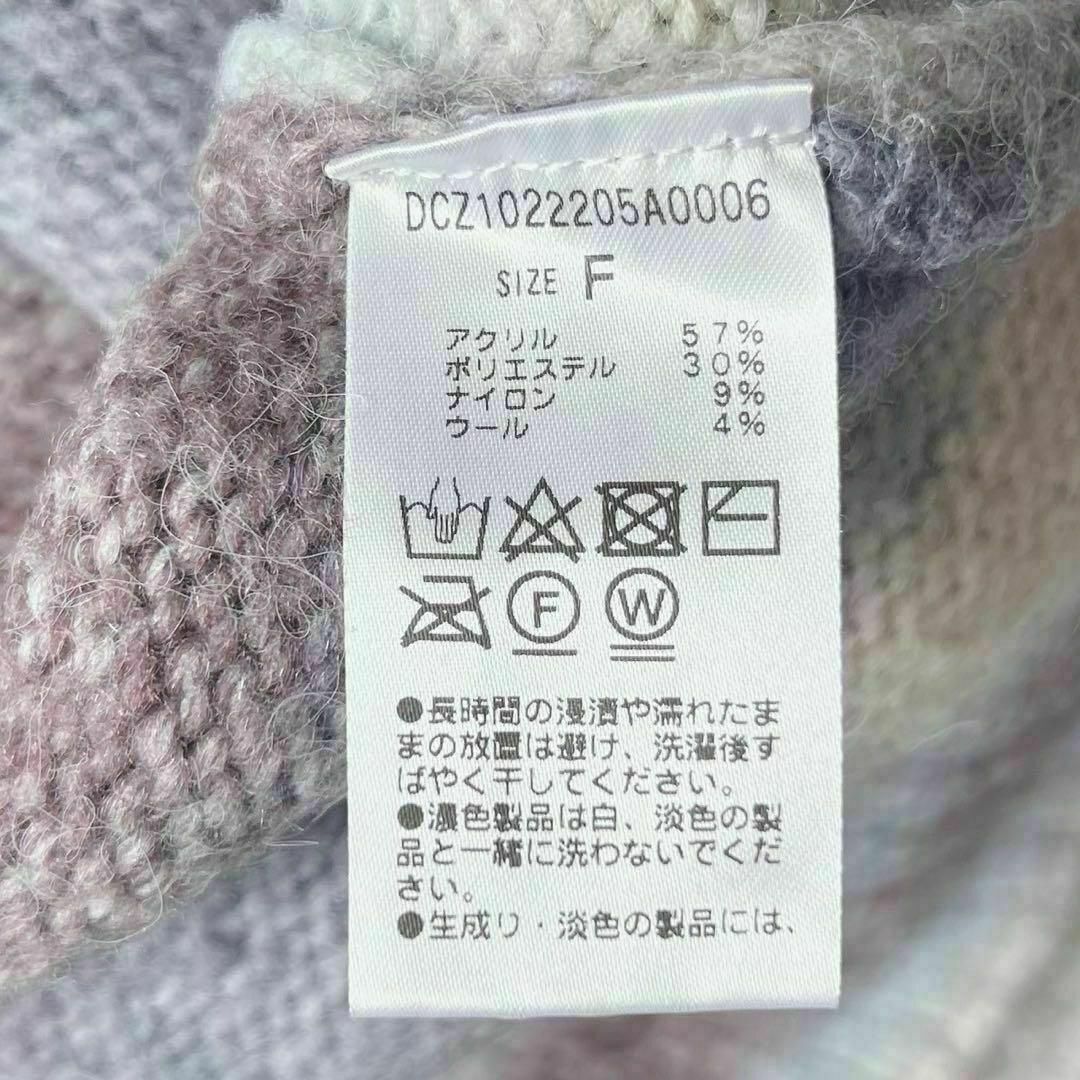 DCZ1022205A0006
SIZE F
アクリル 57%
ポリエステル 30%
ナイロン 9%
ウール 4%
F W
●長時間の浸漬や濡れたま
まの放置は避け、洗濯後す
ばやく干してください。
●濃色製品は白、淡色の製
品と一緒に洗わないでくだ
さい。
●生成り・淡色の製品には、